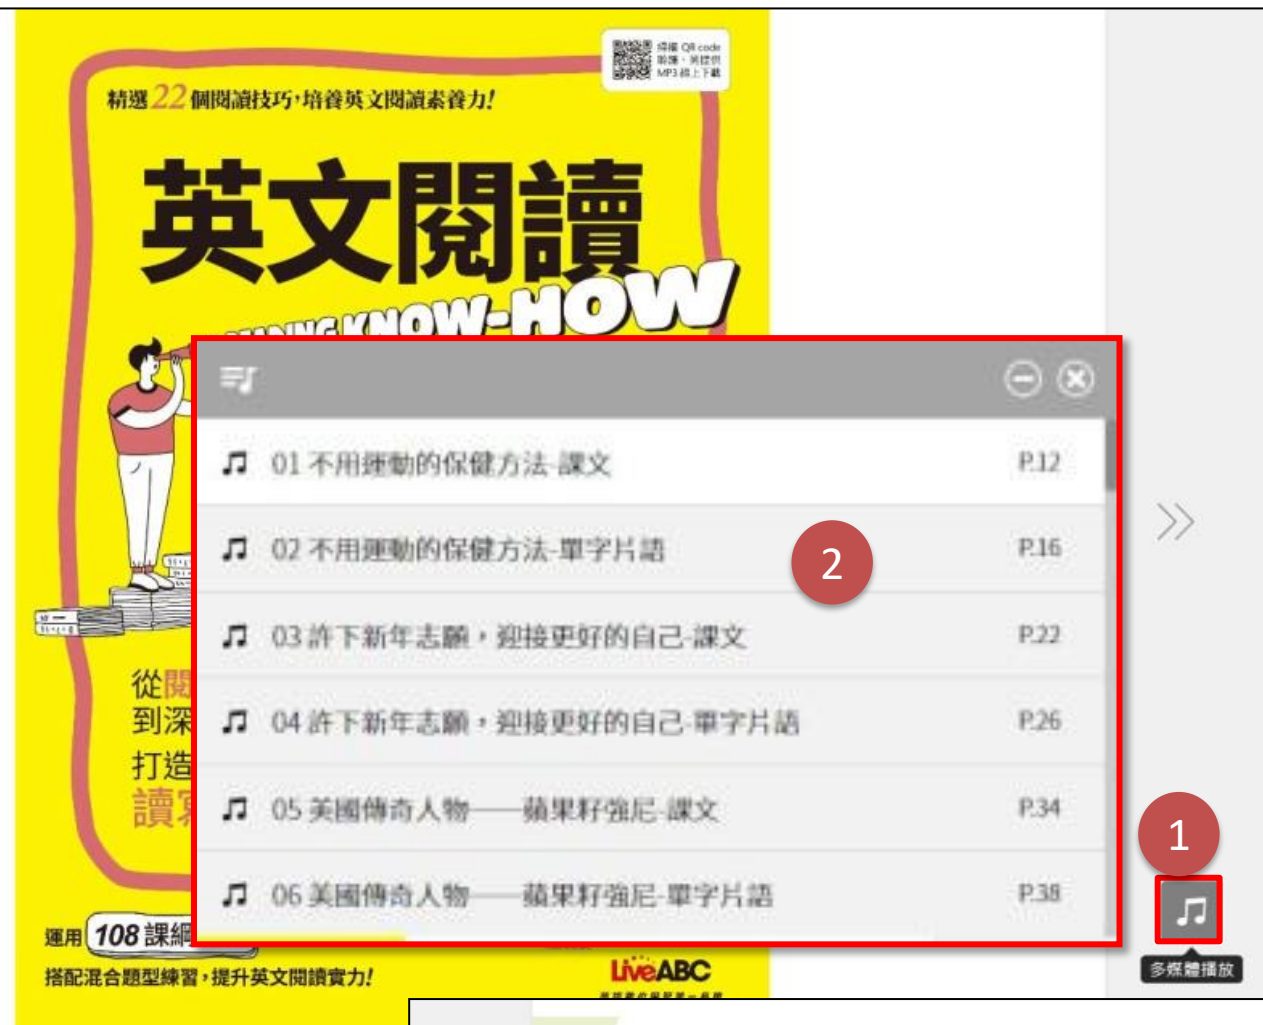 掃描 QR code
MP3 線上下載
精選22個閱讀技巧,培養英文閱讀素養力!
英文閱讀
READING KNOW-HOW
01 不用運動的保健方法-課文 P.12
02 不用運動的保健方法-單字片語 P.16
2
03 許下新年志願,迎接更好的自己-課文 P.22
04 許下新年志願,迎接更好的自己-單字片語 P.26
05 美國傳奇人物——蘋果籽強尼-課文 P.34
06 美國傳奇人物——蘋果籽強尼-單字片語 P.38
從閱
到深
打造
讀寫
1
多媒體播放
運用 108 課綱
搭配混合題型練習,提升英文閱讀實力!
LiveABC